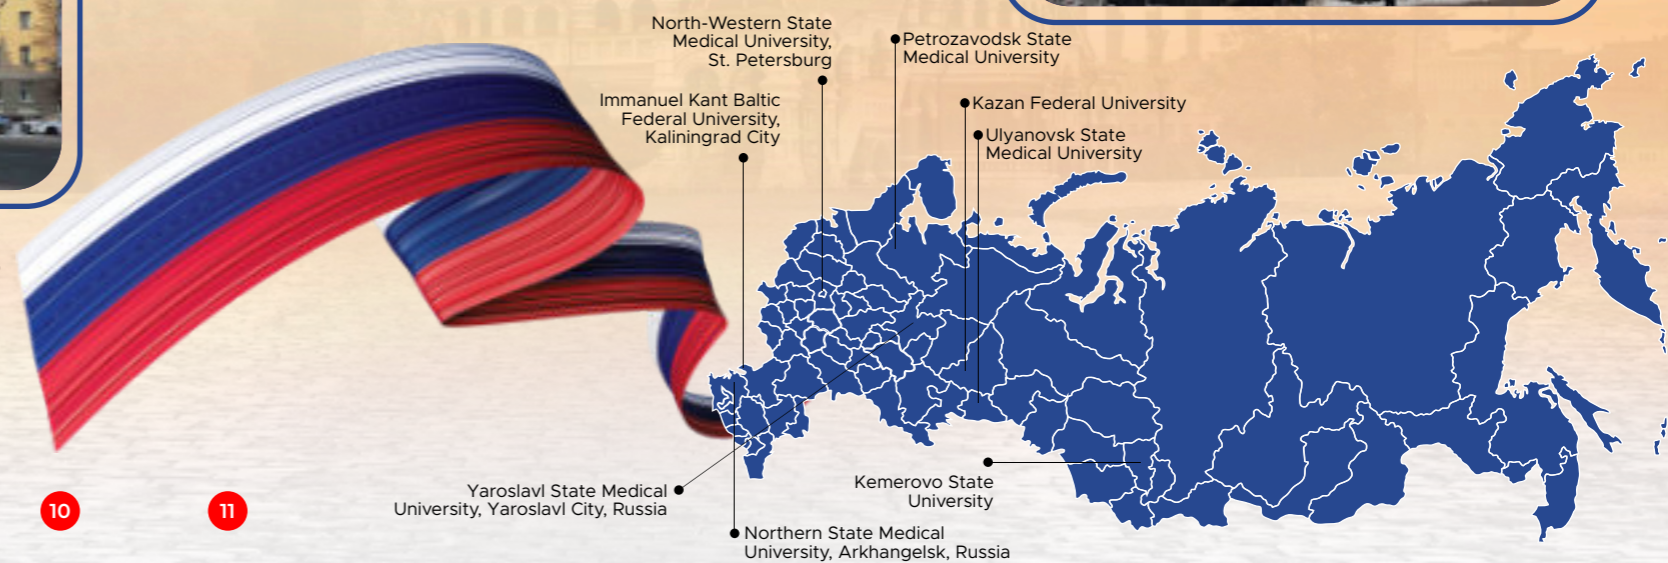 North-Western State
Medical University,
St. Petersburg
Petrozavodsk State
Medical University
Immanuel Kant Baltic
Federal University,
Kaliningrad City
Kazan Federal University
Ulyanovsk State
Medical University
Yaroslavl State Medical
University, Yaroslavl City, Russia
Kemerovo State
University
Northern State Medical
University, Arkhangelsk, Russia
10
11